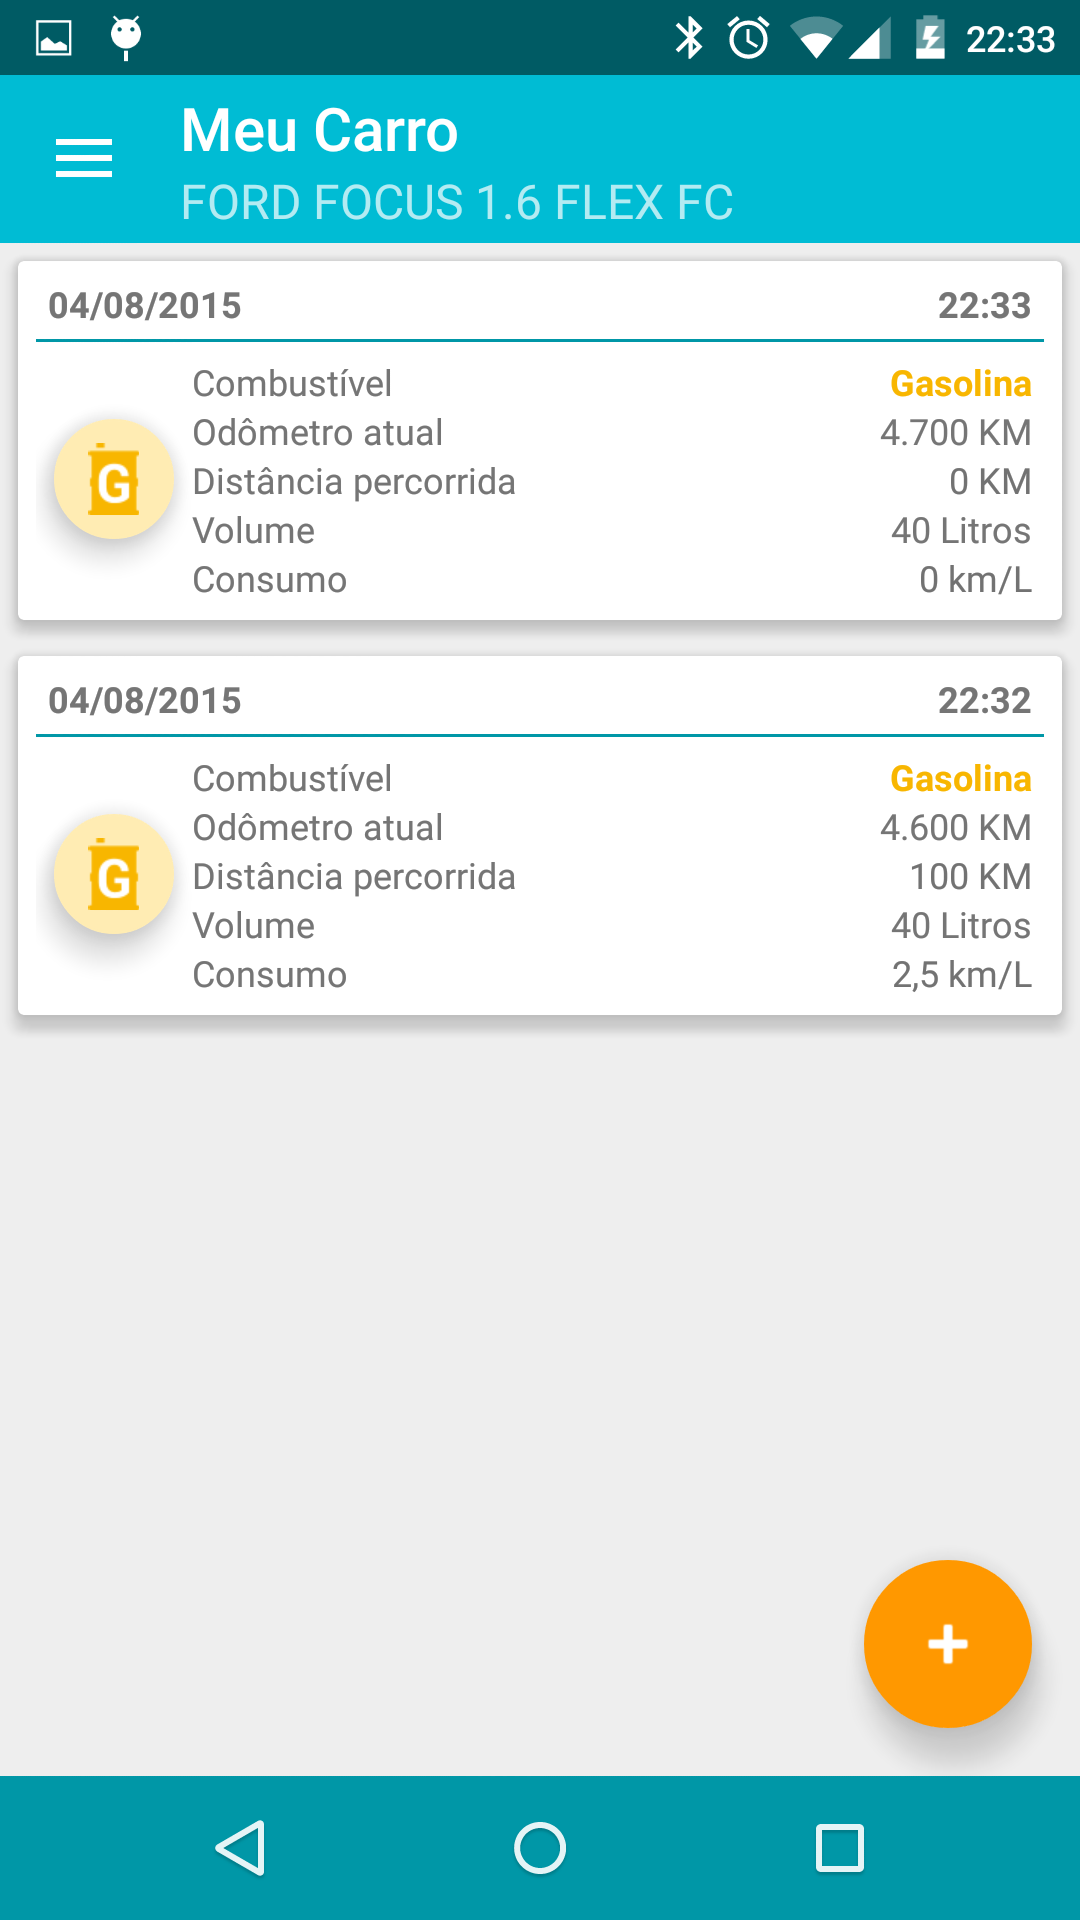 22:33
Meu Carro
FORD FOCUS 1.6 FLEX FC
04/08/2015 22:33
Combustível Gasolina
Odômetro atual 4.700 KM
G
Distância percorrida 0 KM
Volume 40 Litros
Consumo 0 km/L
04/08/2015 22:32
Combustível Gasolina
Odômetro atual 4.600 KM
G
Distância percorrida 100 KM
Volume 40 Litros
Consumo 2,5 km/L